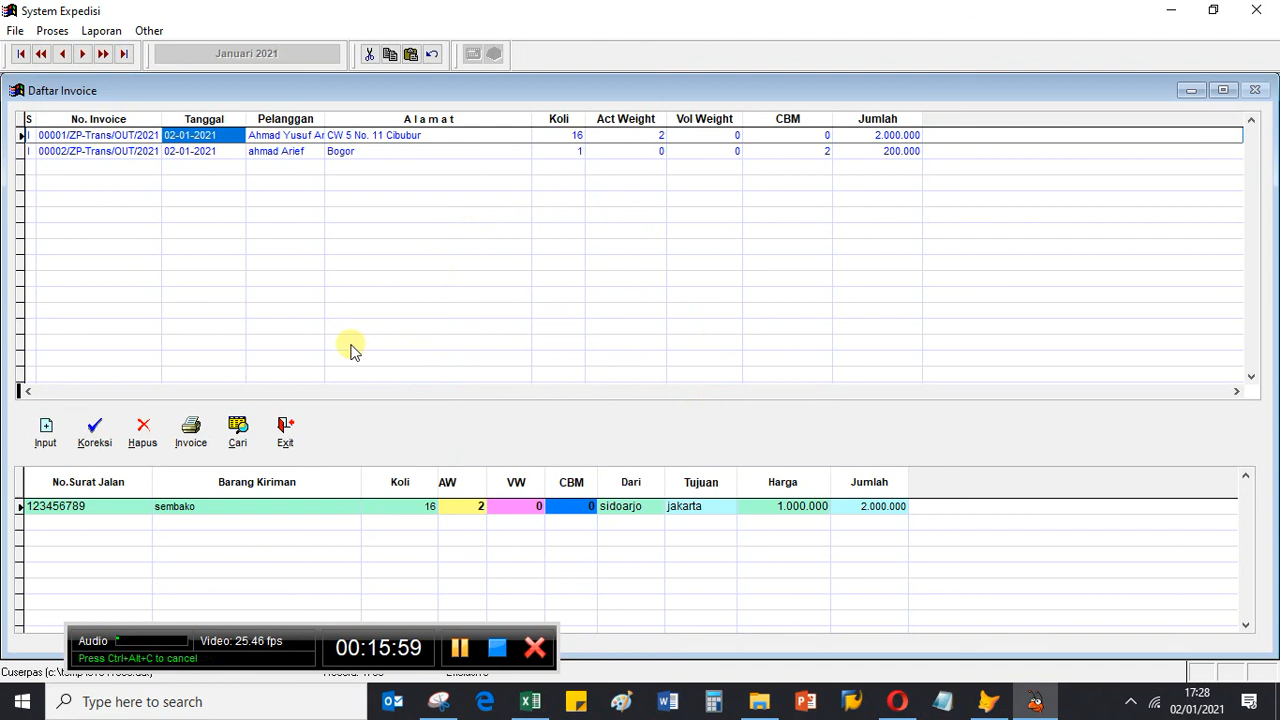 System Expedisi
File Proses Laporan Other
Januari 2021
Daftar Invoice
S No. Invoice Tanggal Pelanggan A l a m a t Koli Act Weight Vol Weight CBM Jumlah
I 00001/ZP-Trans/OUT/2021 02-01-2021 Ahmad Yusuf Ar CW 5 No. 11 Cibubur 16 2 0 0 2.000.000
I 00002/ZP-Trans/OUT/2021 02-01-2021 ahmad Arief Bogor 1 0 0 2 200.000
Input Koreksi Hapus Invoice Cari Exit
No.Surat Jalan Barang Kiriman Koli AW VW CBM Dari Tujuan Harga Jumlah
123456789 sembako 16 2 0 0 sidoarjo jakarta 1.000.000 2.000.000
Audio Video: 25.46 fps 00:15:59
Press Ctrl+Alt+C to cancel
Type here to search
17:28
02/01/2021